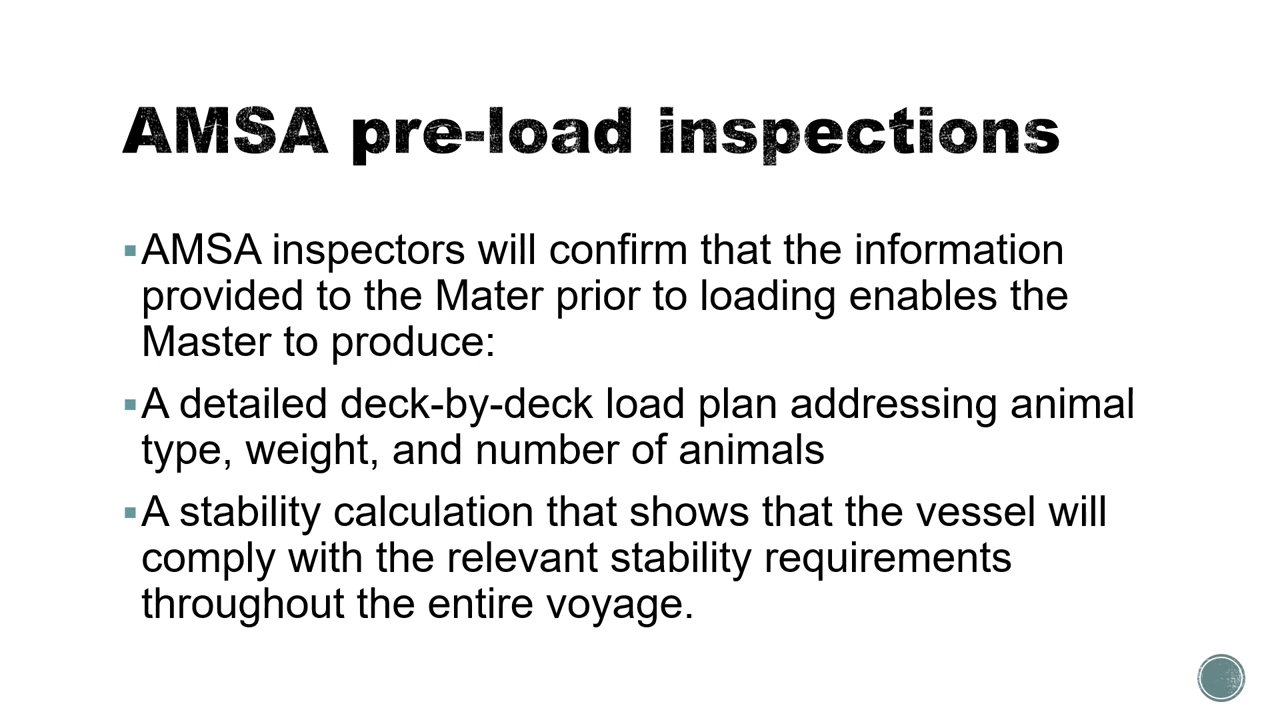 AMSA pre-load inspections
▪AMSA inspectors will confirm that the information
provided to the Mater prior to loading enables the
Master to produce:
▪A detailed deck-by-deck load plan addressing animal
type, weight, and number of animals
▪A stability calculation that shows that the vessel will
comply with the relevant stability requirements
throughout the entire voyage.